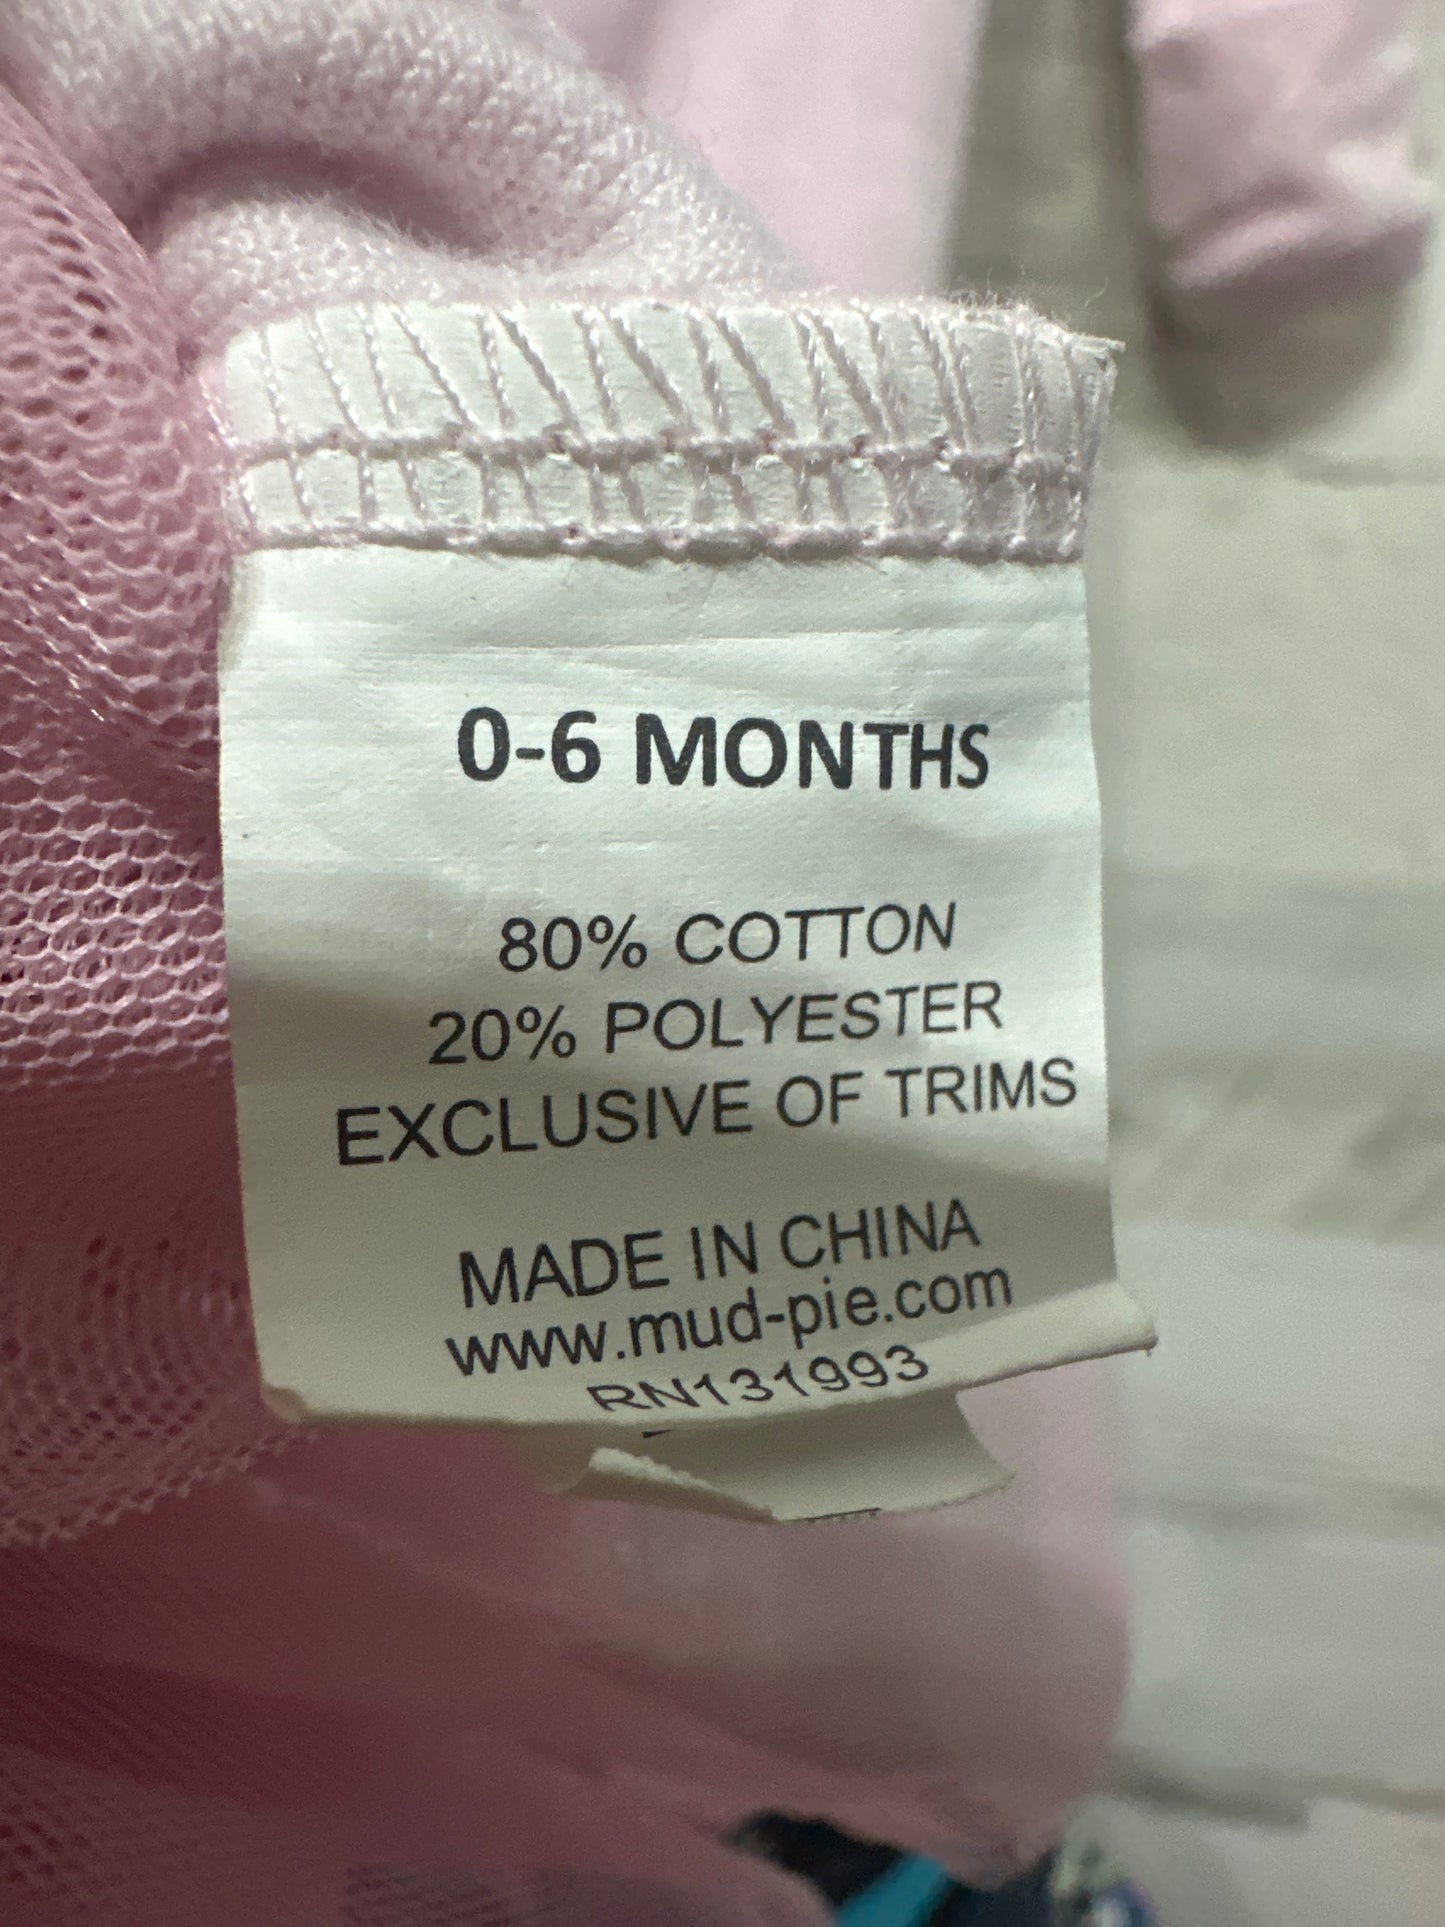 0-6 MONTHS
80% COTTON
20% POLYESTER
EXCLUSIVE OF TRIMS
MADE IN CHINA
www.mud-pie.com
RN131993